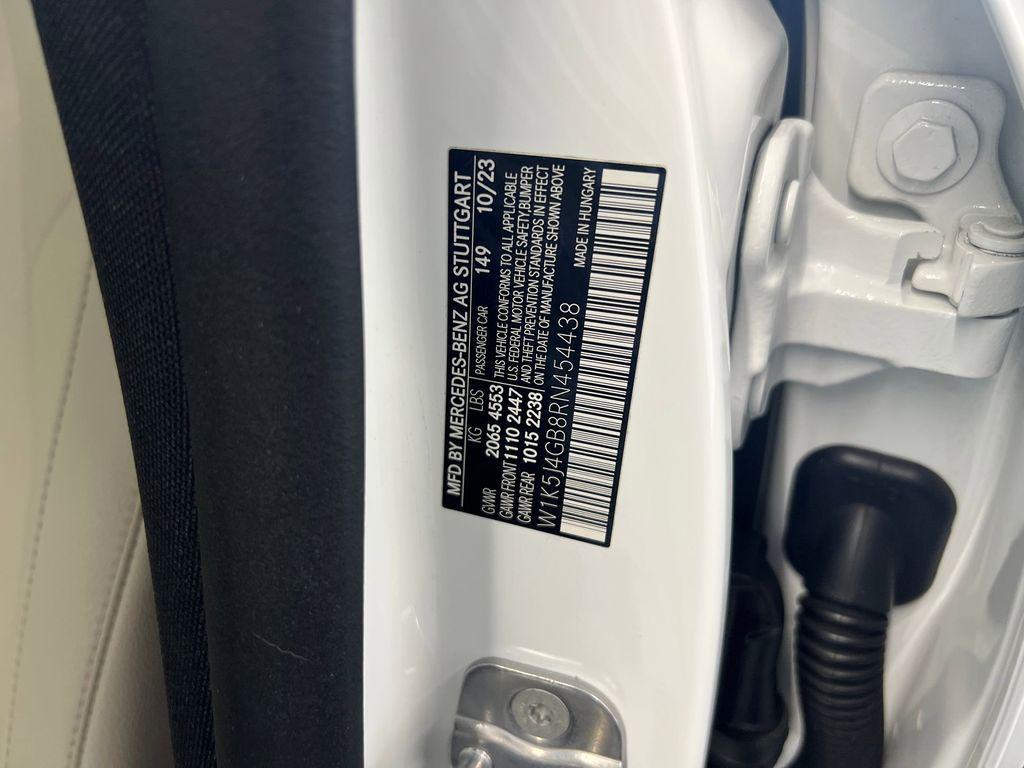 MFD BY MERCEDES-BENZ AG STUTTGART
KG LBS PASSENGER CAR 149 10/23
GVWR 2065 4553 THIS VEHICLE CONFORMS TO ALL APPLICABLE
GAWR FRONT 1110 2447 U.S. FEDERAL MOTOR VEHICLE SAFETY, BUMPER
GAWR REAR 1015 2238 AND THEFT PREVENTION STANDARDS IN EFFECT
ON THE DATE OF MANUFACTURE SHOWN ABOVE
W1K5J4GB8RN454438 MADE IN HUNGARY